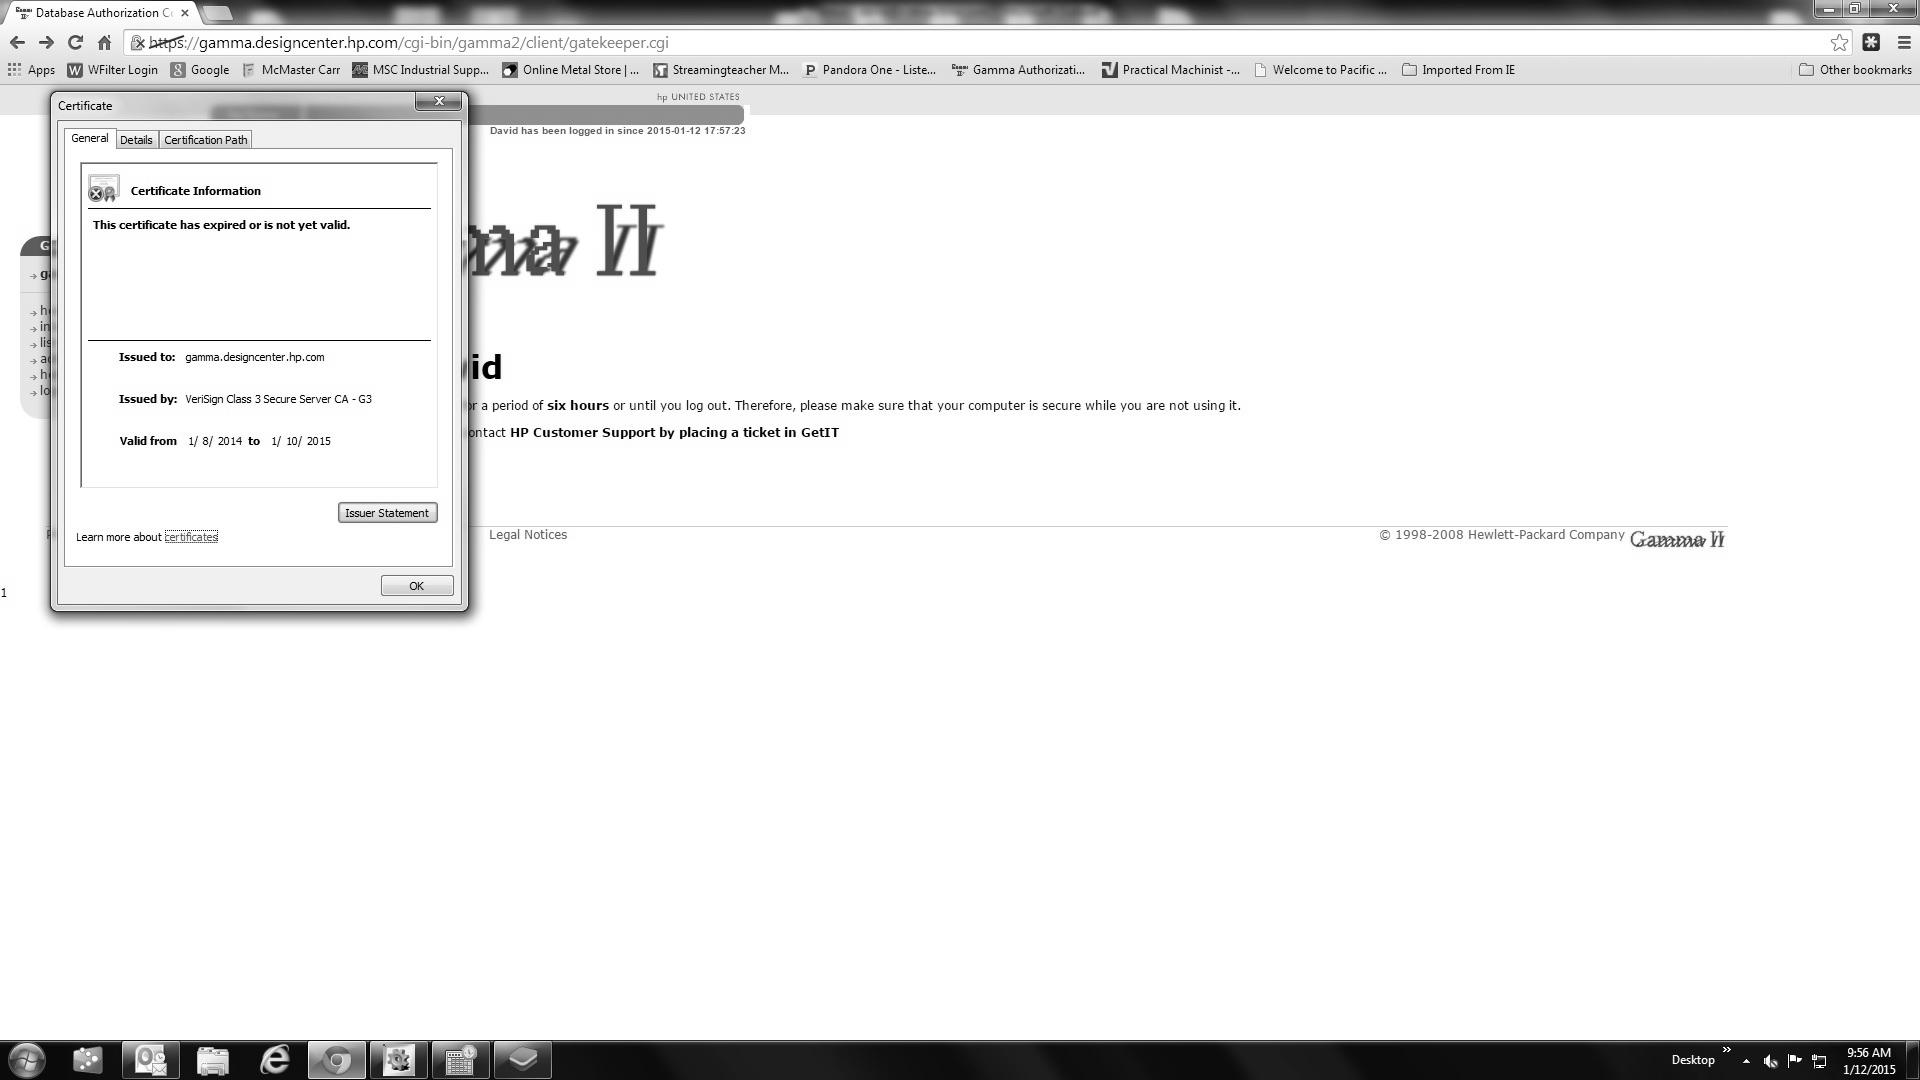 Database Authorization C
https://gamma.designcenter.hp.com/cgi-bin/gamma2/client/gatekeeper.cgi
Apps WFilter Login Google McMaster Carr MSC Industrial Supp... Online Metal Store | ... Streamingteacher M... Pandora One - Liste... Gamma Authorizati... Practical Machinist -... Welcome to Pacific ... Imported From IE Other bookmarks
hp UNITED STATES
David has been logged in since 2015-01-12 17:57:23
Certificate
General Details Certification Path
Certificate Information
This certificate has expired or is not yet valid.
Issued to: gamma.designcenter.hp.com
Issued by: VeriSign Class 3 Secure Server CA - G3
Valid from 1/ 8/ 2014 to 1/ 10/ 2015
Issuer Statement
Learn more about certificates
OK
ma II
id
a period of six hours or until you log out. Therefore, please make sure that your computer is secure while you are not using it.
HP Customer Support by placing a ticket in GetIT
Legal Notices
© 1998-2008 Hewlett-Packard Company Gamma II
1
Desktop
9:56 AM
1/12/2015